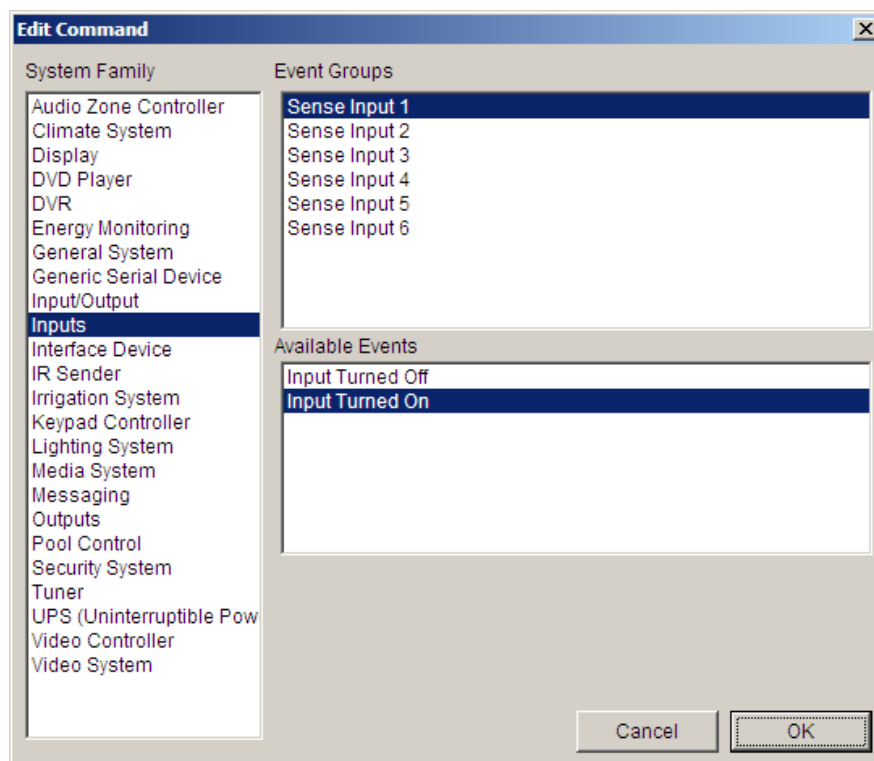 Edit Command
System Family
Audio Zone Controller
Climate System
Display
DVD Player
DVR
Energy Monitoring
General System
Generic Serial Device
Input/Output
Inputs
Interface Device
IR Sender
Irrigation System
Keypad Controller
Lighting System
Media System
Messaging
Outputs
Pool Control
Security System
Tuner
UPS (Uninterruptible Pow
Video Controller
Video System
Event Groups
Sense Input 1
Sense Input 2
Sense Input 3
Sense Input 4
Sense Input 5
Sense Input 6
Available Events
Input Turned Off
Input Turned On
Cancel
OK